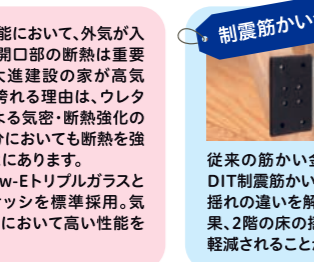 能において、外気が入
開口部の断熱は重要
大進建設の家が高気
誇れる理由は、ウレタ
よる気密・断熱強化の
分においても断熱を強
にあります。
w-Eトリプルガラスと
ッシを標準採用。気
において高い性能を
制震筋かい
従来の筋かい金
DIT制震筋かい
揺れの違いを解
果、2階の床の揺
軽減されることが